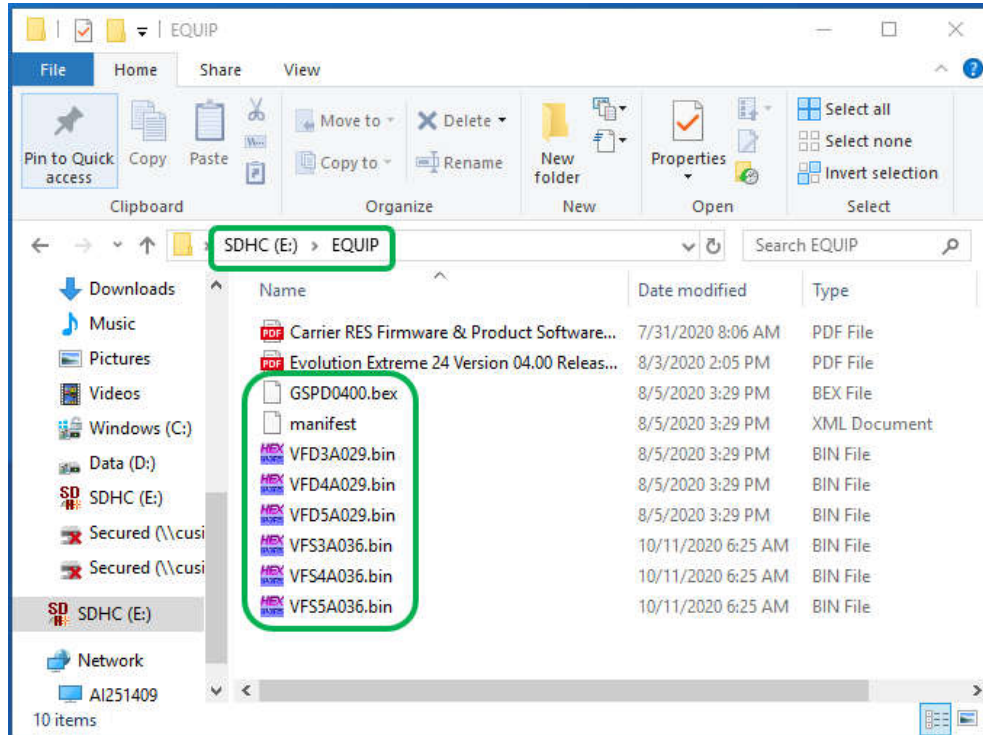 EQUIP
File Home Share View
Pin to Quick access
Copy
Paste
Move to
Copy to
Delete
Rename
New folder
Properties
Select all
Select none
Invert selection
Clipboard Organize New Open Select
SDHC (E:) > EQUIP
Search EQUIP
Downloads
Music
Pictures
Videos
Windows (C:)
Data (D:)
SDHC (E:)
Secured (\\cusi
Secured (\\cusi
SDHC (E:)
Network
AI251409
Name Date modified Type
Carrier RES Firmware & Product Software... 7/31/2020 8:06 AM PDF File
Evolution Extreme 24 Version 04.00 Releas... 8/3/2020 2:05 PM PDF File
GSPD0400.bex 8/5/2020 3:29 PM BEX File
manifest 8/5/2020 3:29 PM XML Document
VFD3A029.bin 8/5/2020 3:29 PM BIN File
VFD4A029.bin 8/5/2020 3:29 PM BIN File
VFD5A029.bin 8/5/2020 3:29 PM BIN File
VFS3A036.bin 10/11/2020 6:25 AM BIN File
VFS4A036.bin 10/11/2020 6:25 AM BIN File
VFS5A036.bin 10/11/2020 6:25 AM BIN File
10 items